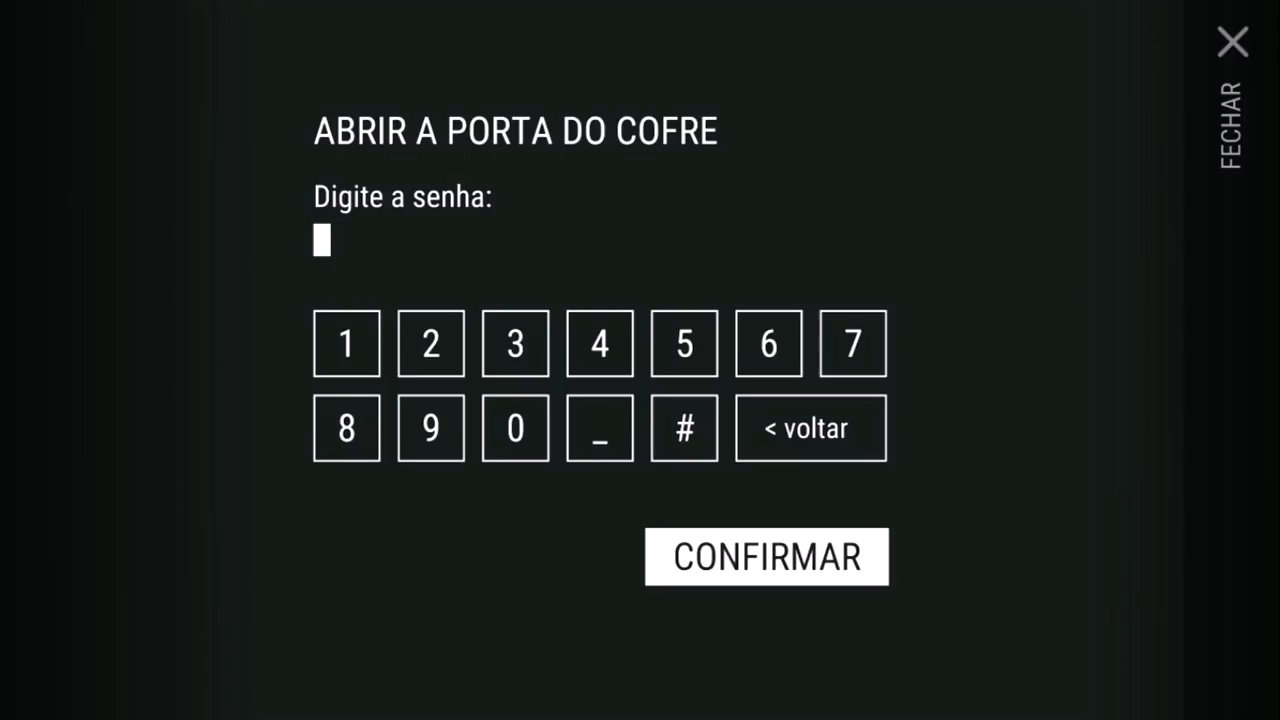 ABRIR A PORTA DO COFRE
Digite a senha:
1 2 3 4 5 6 7
8 9 0 _ # < voltar
CONFIRMAR
FECHAR